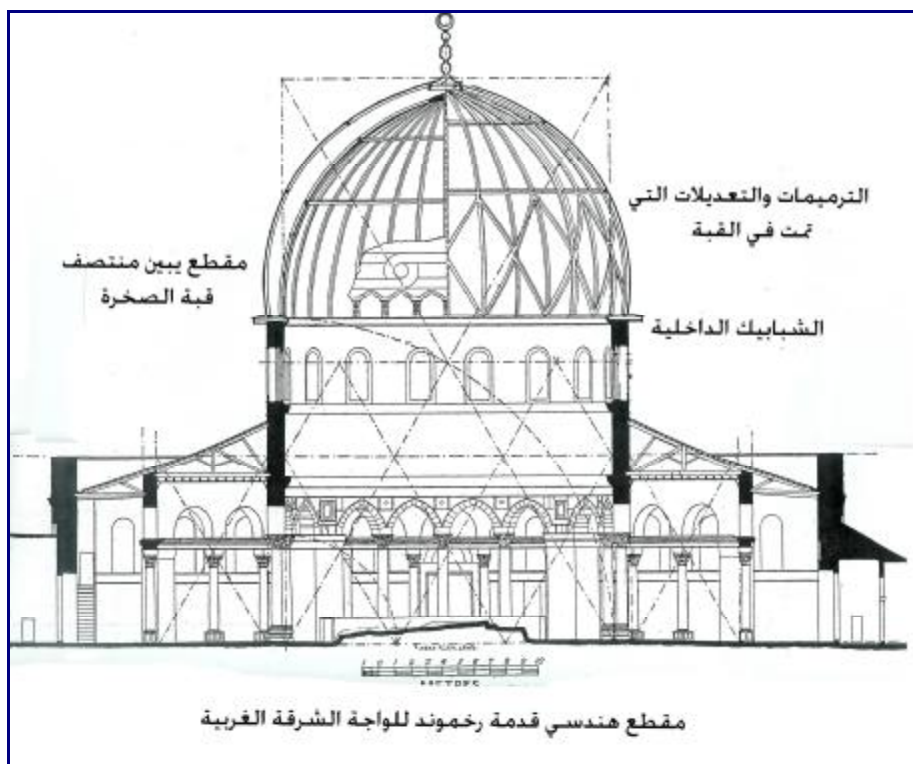 الترميمات والتعديلات التي
تمت في القبة
مقطع يبين منتصف
قبة الصخرة
الشبابيك الداخلية
METRES
مقطع هندسي قدمة رخموند للواجة الشرقة الغربية